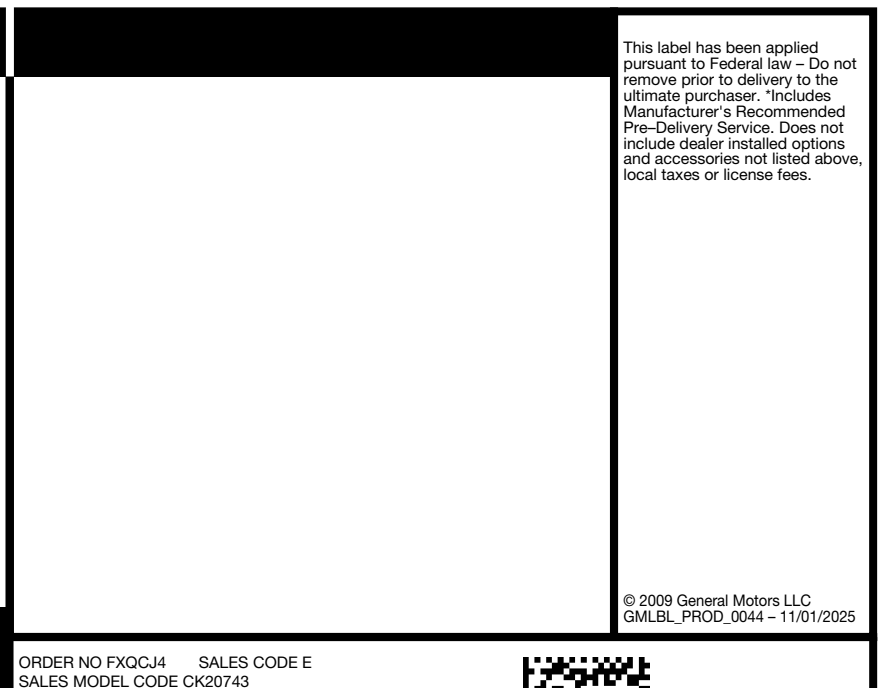 This label has been applied
pursuant to Federal law – Do not
remove prior to delivery to the
ultimate purchaser. *Includes
Manufacturer's Recommended
Pre–Delivery Service. Does not
include dealer installed options
and accessories not listed above,
local taxes or license fees.
© 2009 General Motors LLC
GMLBL_PROD_0044 – 11/01/2025
ORDER NO FXQCJ4 SALES CODE E
SALES MODEL CODE CK20743